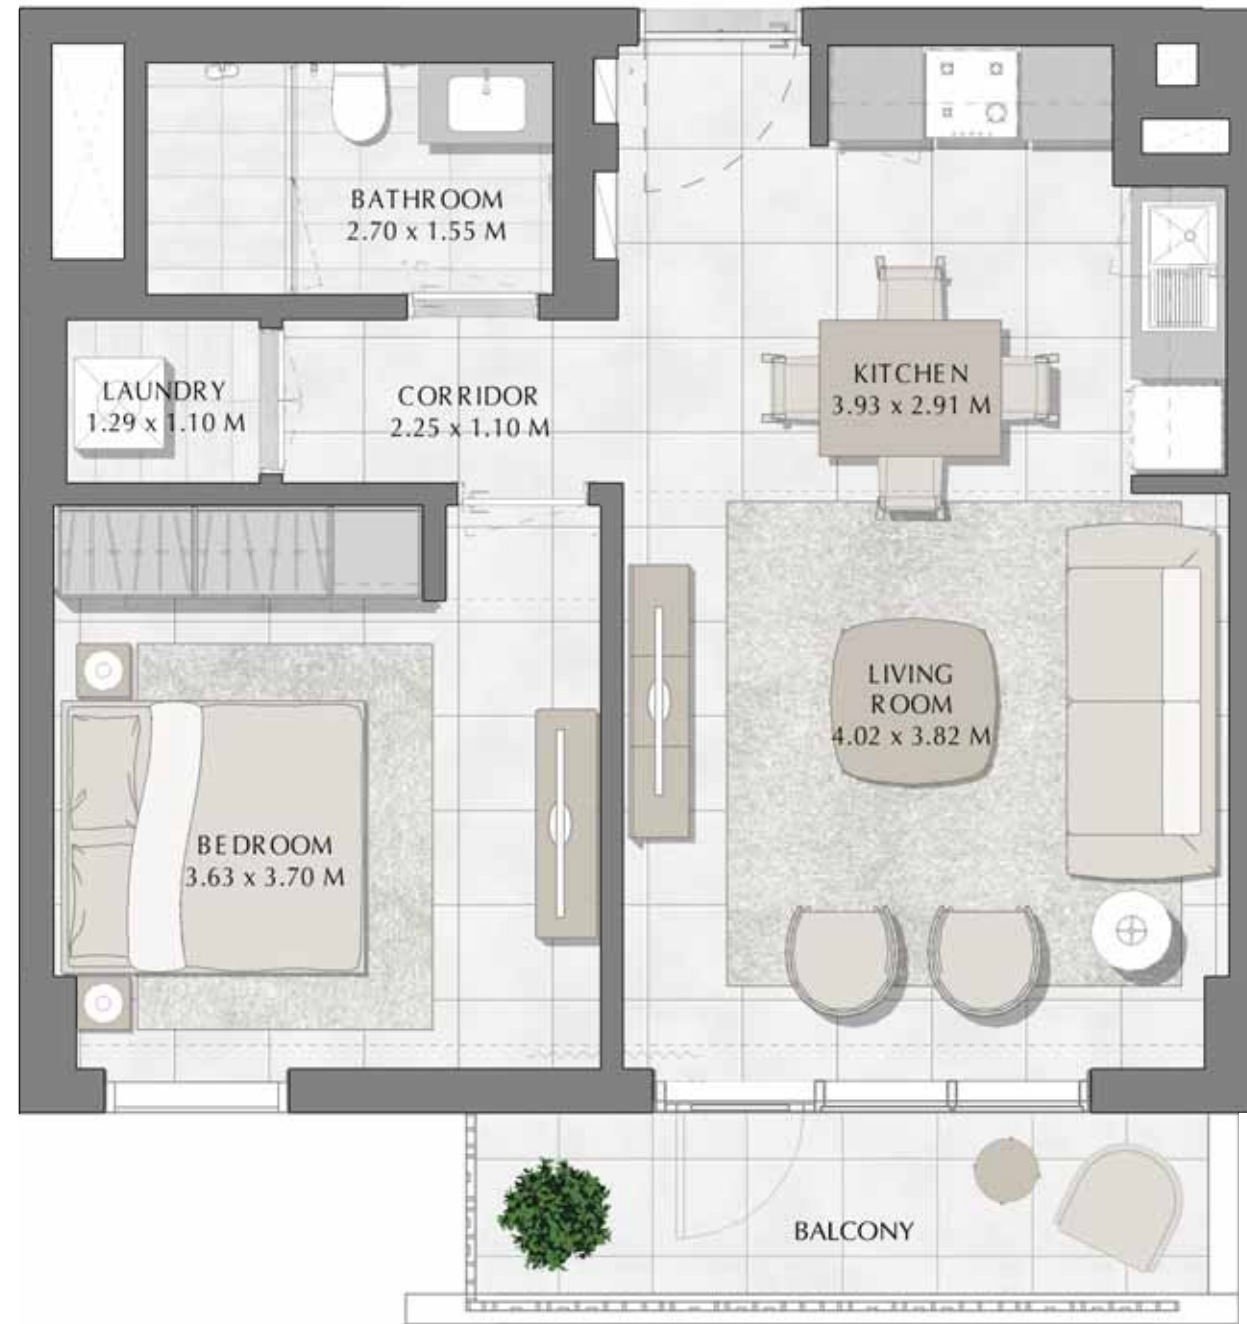 BATHROOM
2.70 x 1.55 M
LAUNDRY
1.29 x 1.10 M
CORRIDOR
2.25 x 1.10 M
KITCHEN
3.93 x 2.91 M
LIVING
ROOM
4.02 x 3.82 M
BEDROOM
3.63 x 3.70 M
BALCONY